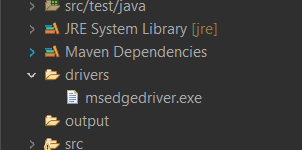 src/test/java
JRE System Library [jre]
Maven Dependencies
drivers
msedgedriver.exe
output
src